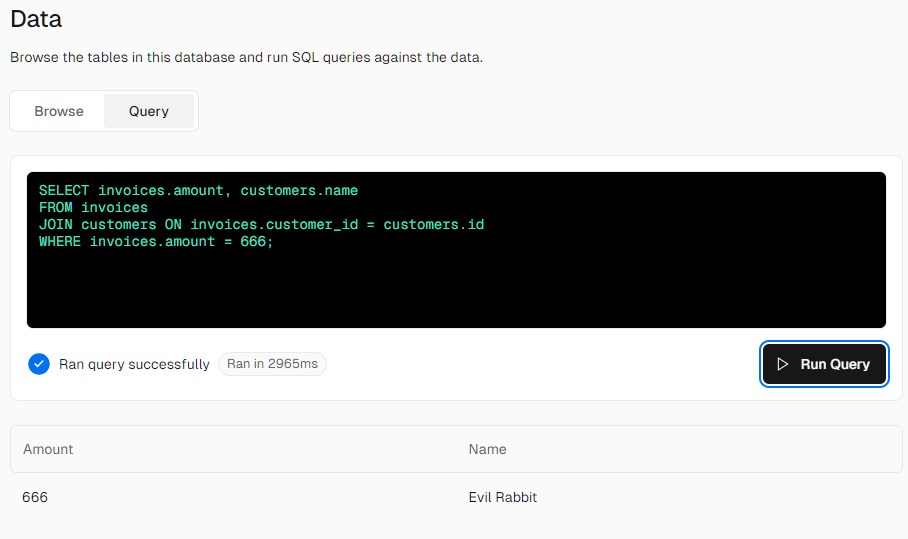 Data
Browse the tables in this database and run SQL queries against the data.
Browse Query
SELECT invoices.amount, customers.name
FROM invoices
JOIN customers ON invoices.customer_id = customers.id
WHERE invoices.amount = 666;
Ran query successfully Ran in 2965ms Run Query
Amount Name
666 Evil Rabbit